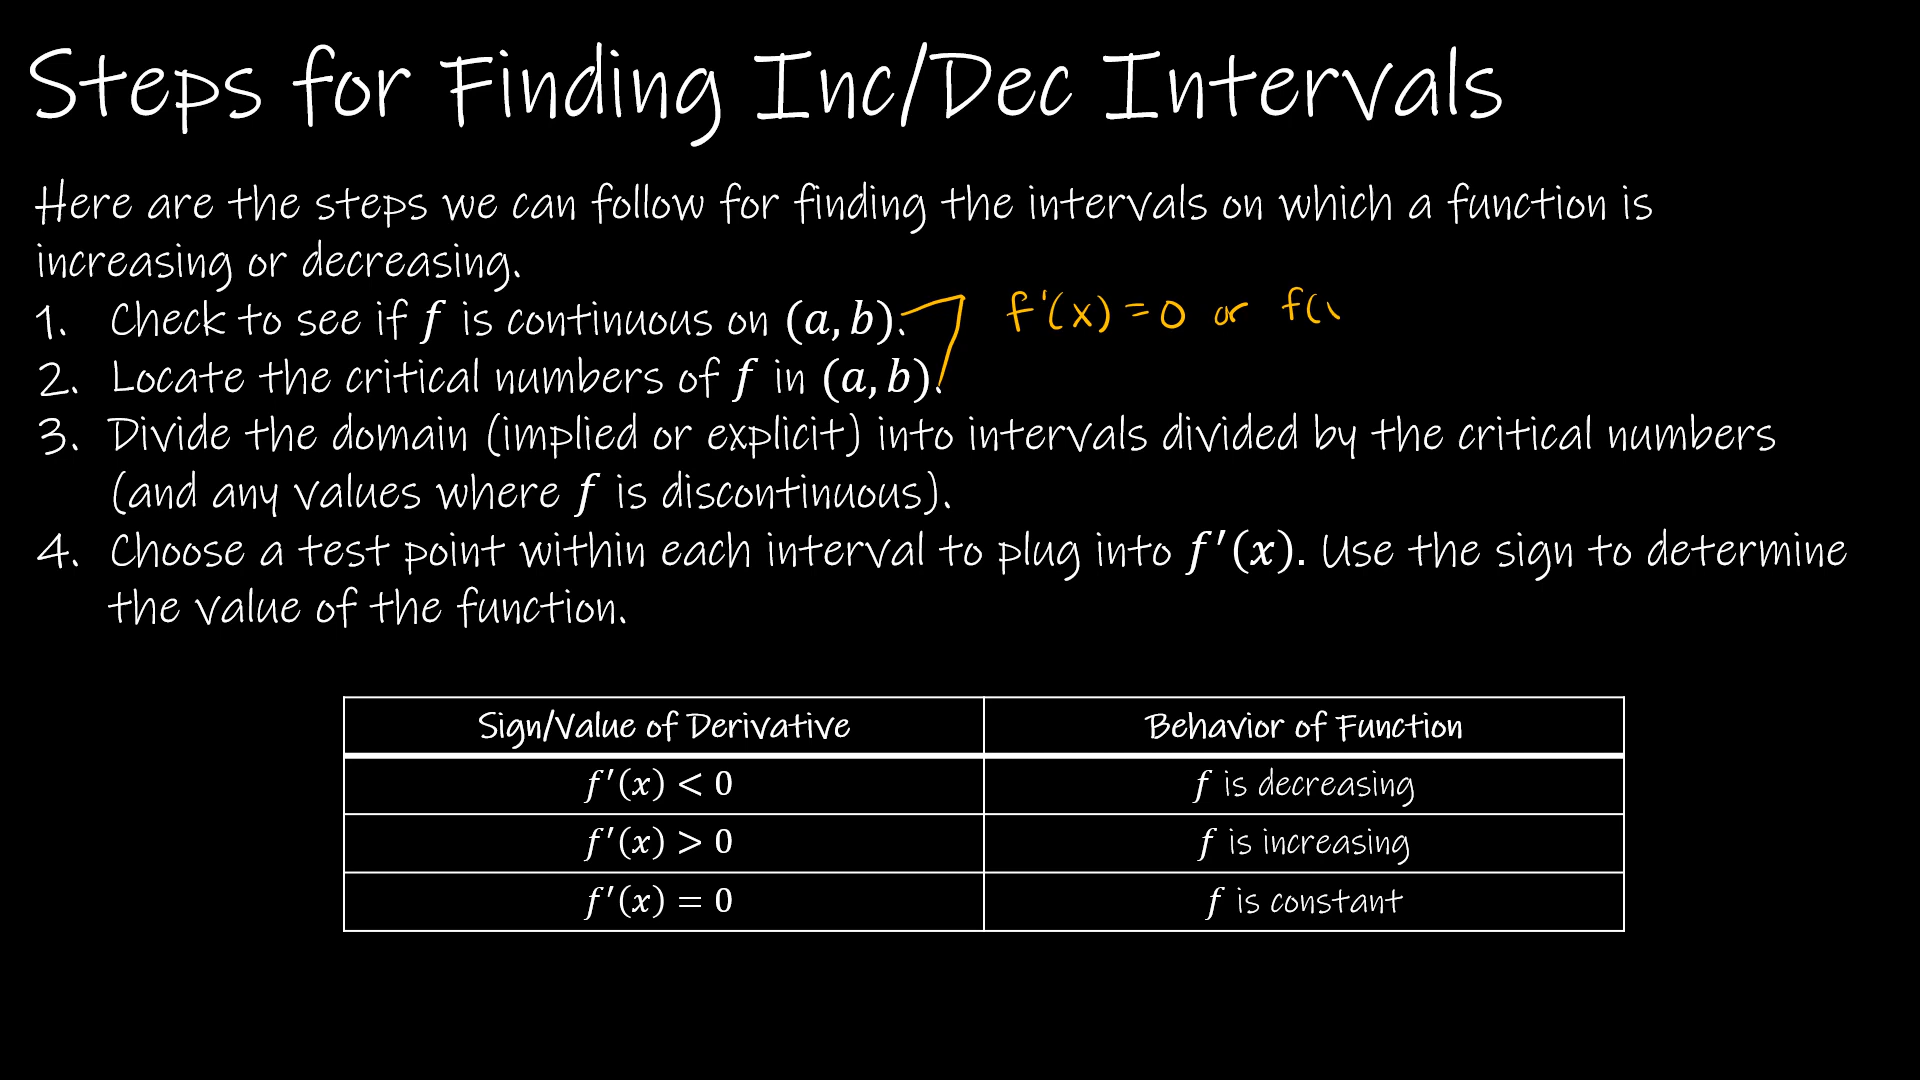 Steps for Finding Inc/Dec Intervals
Here are the steps we can follow for finding the intervals on which a function is
increasing or decreasing.
1. Check to see if f is continuous on (a, b).
f'(x) = 0 or f(
2. Locate the critical numbers of f in (a, b).
3. Divide the domain (implied or explicit) into intervals divided by the critical numbers
(and any values where f is discontinuous).
4. Choose a test point within each interval to plug into f′(x). Use the sign to determine
the value of the function.
Sign/Value of Derivative Behavior of Function
f′(x) < 0 f is decreasing
f′(x) > 0 f is increasing
f′(x) = 0 f is constant